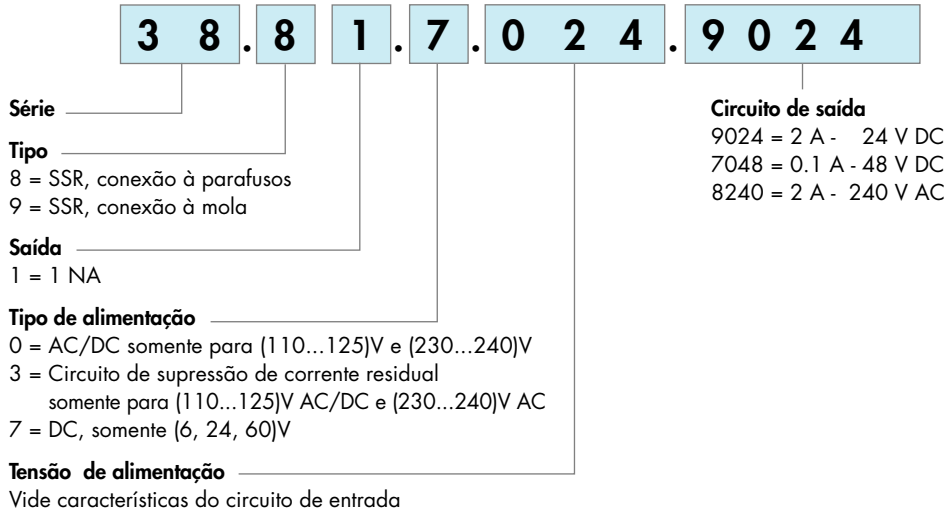 3 8 . 8 1 . 7 . 0 2 4 . 9 0 2 4
Série
Tipo
8 = SSR, conexão à parafusos
9 = SSR, conexão à mola
Saída
1 = 1 NA
Tipo de alimentação
0 = AC/DC somente para (110...125)V e (230...240)V
3 = Circuito de supressão de corrente residual
somente para (110...125)V AC/DC e (230...240)V AC
7 = DC, somente (6, 24, 60)V
Tensão de alimentação
Vide características do circuito de entrada
Circuito de saída
9024 = 2 A - 24 V DC
7048 = 0.1 A - 48 V DC
8240 = 2 A - 240 V AC